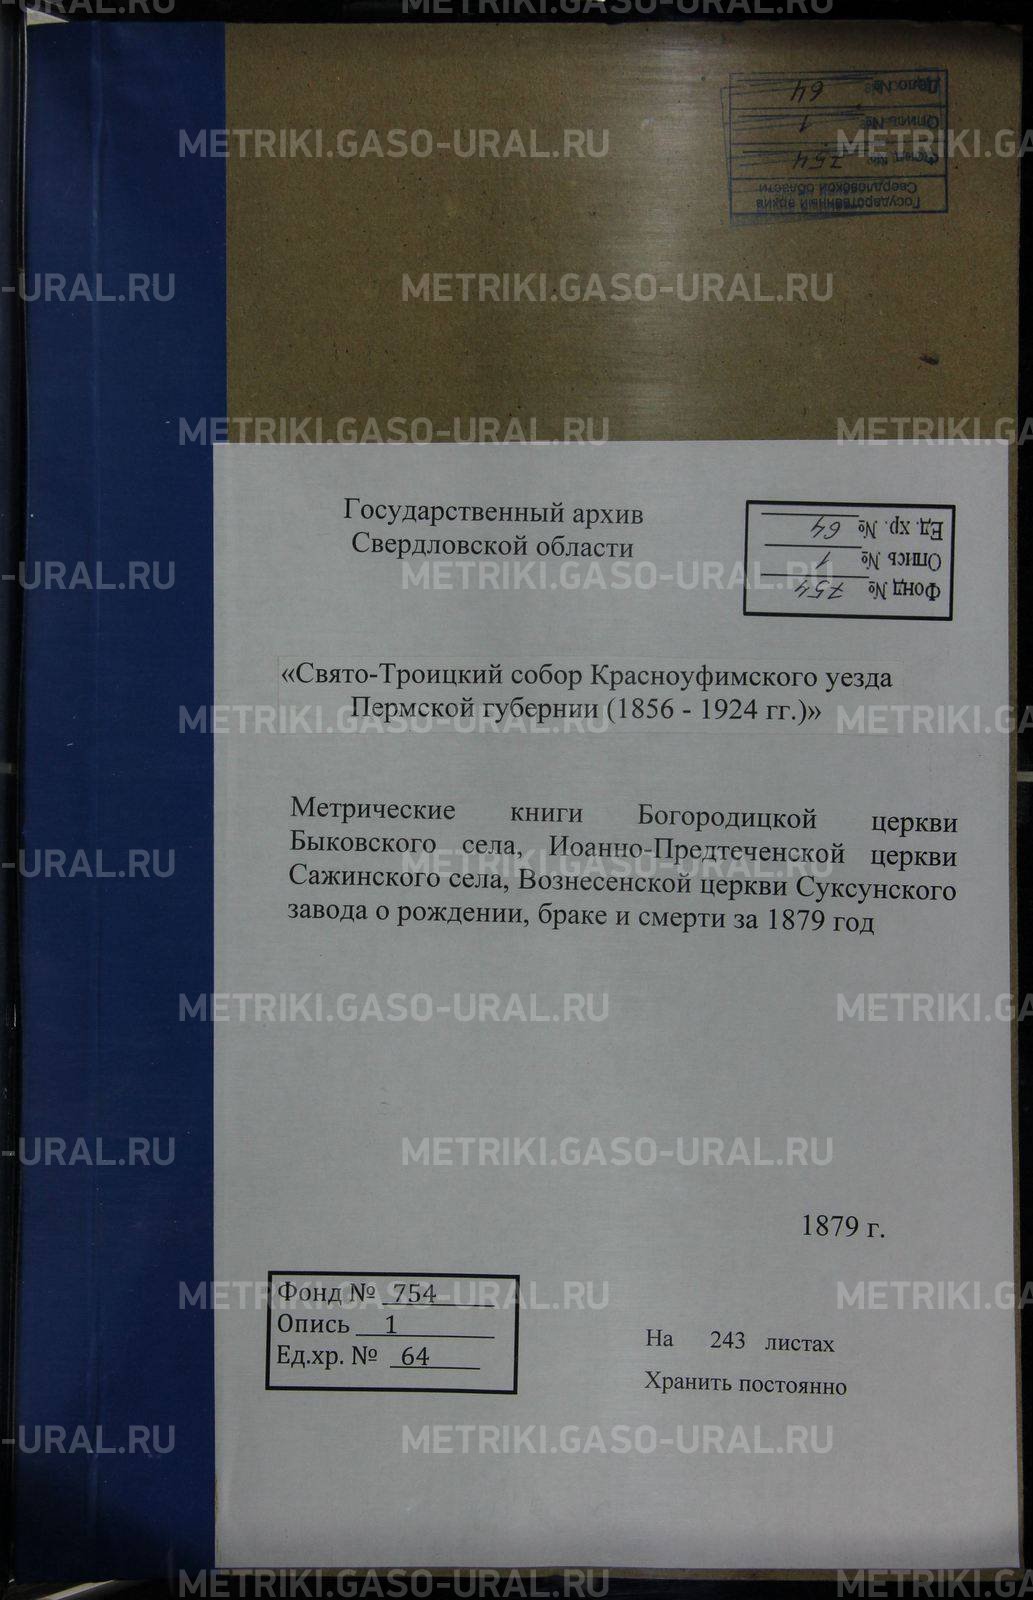 Дело № 64
Опись № 1
Фонд № 754
Государственный архив
Свердловской области
Государственный архив
Свердловской области
Фонд № 754
Опись № 1
Ед. хр. № 64
«Свято-Троицкий собор Красноуфимского уезда
Пермской губернии (1856 - 1924 гг.)»
Метрические книги Богородицкой церкви
Быковского села, Иоанно-Предтеченской церкви
Сажинского села, Вознесенской церкви Суксунского
завода о рождении, браке и смерти за 1879 год
1879 г.
Фонд № 754
Опись 1
Ед.хр. № 64
На 243 листах
Хранить постоянно
METRIKI.GASO-URAL.RU